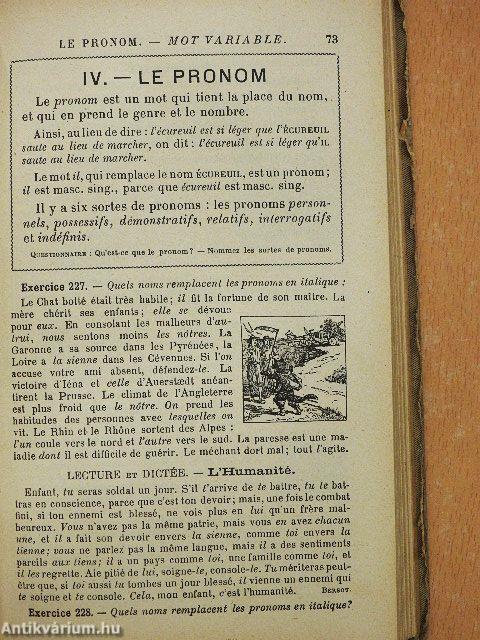 LE PRONOM. — MOT VARIABLE. 73
IV. — LE PRONOM
Le pronom est un mot qui tient la place du nom,
et qui en prend le genre et le nombre.
Ainsi, au lieu de dire : l'écureuil est si léger que l'ÉCUREUIL
saute au lieu de marcher, on dit : l'écureuil est si léger qu'IL
saute au lieu de marcher.
Le mot il, qui remplace le nom ÉCUREUIL, est un pronom;
il est masc. sing., parce que écureuil est masc. sing.
Il y a six sortes de pronoms : les pronoms person-
nels, possessifs, démonstratifs, relatifs, interrogatifs
et indéfinis.
QUESTIONNAIRE : Qu'est-ce que le pronom? — Nommez les sortes de pronoms.
Exercice 227. — Quels noms remplacent les pronoms en italique :
Le Chat botté était très habile; il fit la fortune de son maître. La
mère chérit ses enfants; elle se dévoue
pour eux. En consolant les malheurs d'au-
trui, nous sentons moins les nôtres. La
Garonne a sa source dans les Pyrénées, la
Loire a la sienne dans les Cévennes. Si l'on
accuse votre ami absent, défendez-le. La
victoire d'Iéna et celle d'Auerstædt anéan-
tirent la Prusse. Le climat de l'Angleterre
est plus froid que le nôtre. On prend les
habitudes des personnes avec lesquelles on
vit. Le Rhin et le Rhône sortent des Alpes :
l'un coule vers le nord et l'autre vers le sud. La paresse est une ma-
ladie dont il est difficile de guérir. Le méchant dort mal; tout l'agite.
LECTURE ET DICTÉE. — L'Humanité.
Enfant, tu seras soldat un jour. S'il t'arrive de te battre, tu te bat-
tras en conscience, parce que c'est ton devoir; mais, une fois le combat
fini, si ton ennemi est blessé, ne vois plus en lui qu'un frère mal-
heureux. Vous n'avez pas la même patrie, mais vous en avez chacun
une, et il a fait son devoir envers la sienne, comme toi envers la
tienne; vous ne parlez pas la même langue, mais il a des sentiments
pareils aux tiens; il a un pays comme toi, une famille comme toi, et
il les regrette. Aie pitié de lui, soigne-le, console-le. Tu mériteras peut-
être que, si toi aussi tu tombes un jour blessé, il vienne un ennemi qui
te soigne et te console. Cela, mon enfant, c'est l'humanité. BERSOT.
Exercice 228. — Quels noms remplacent les pronoms en italique?
Antikvárium.hu